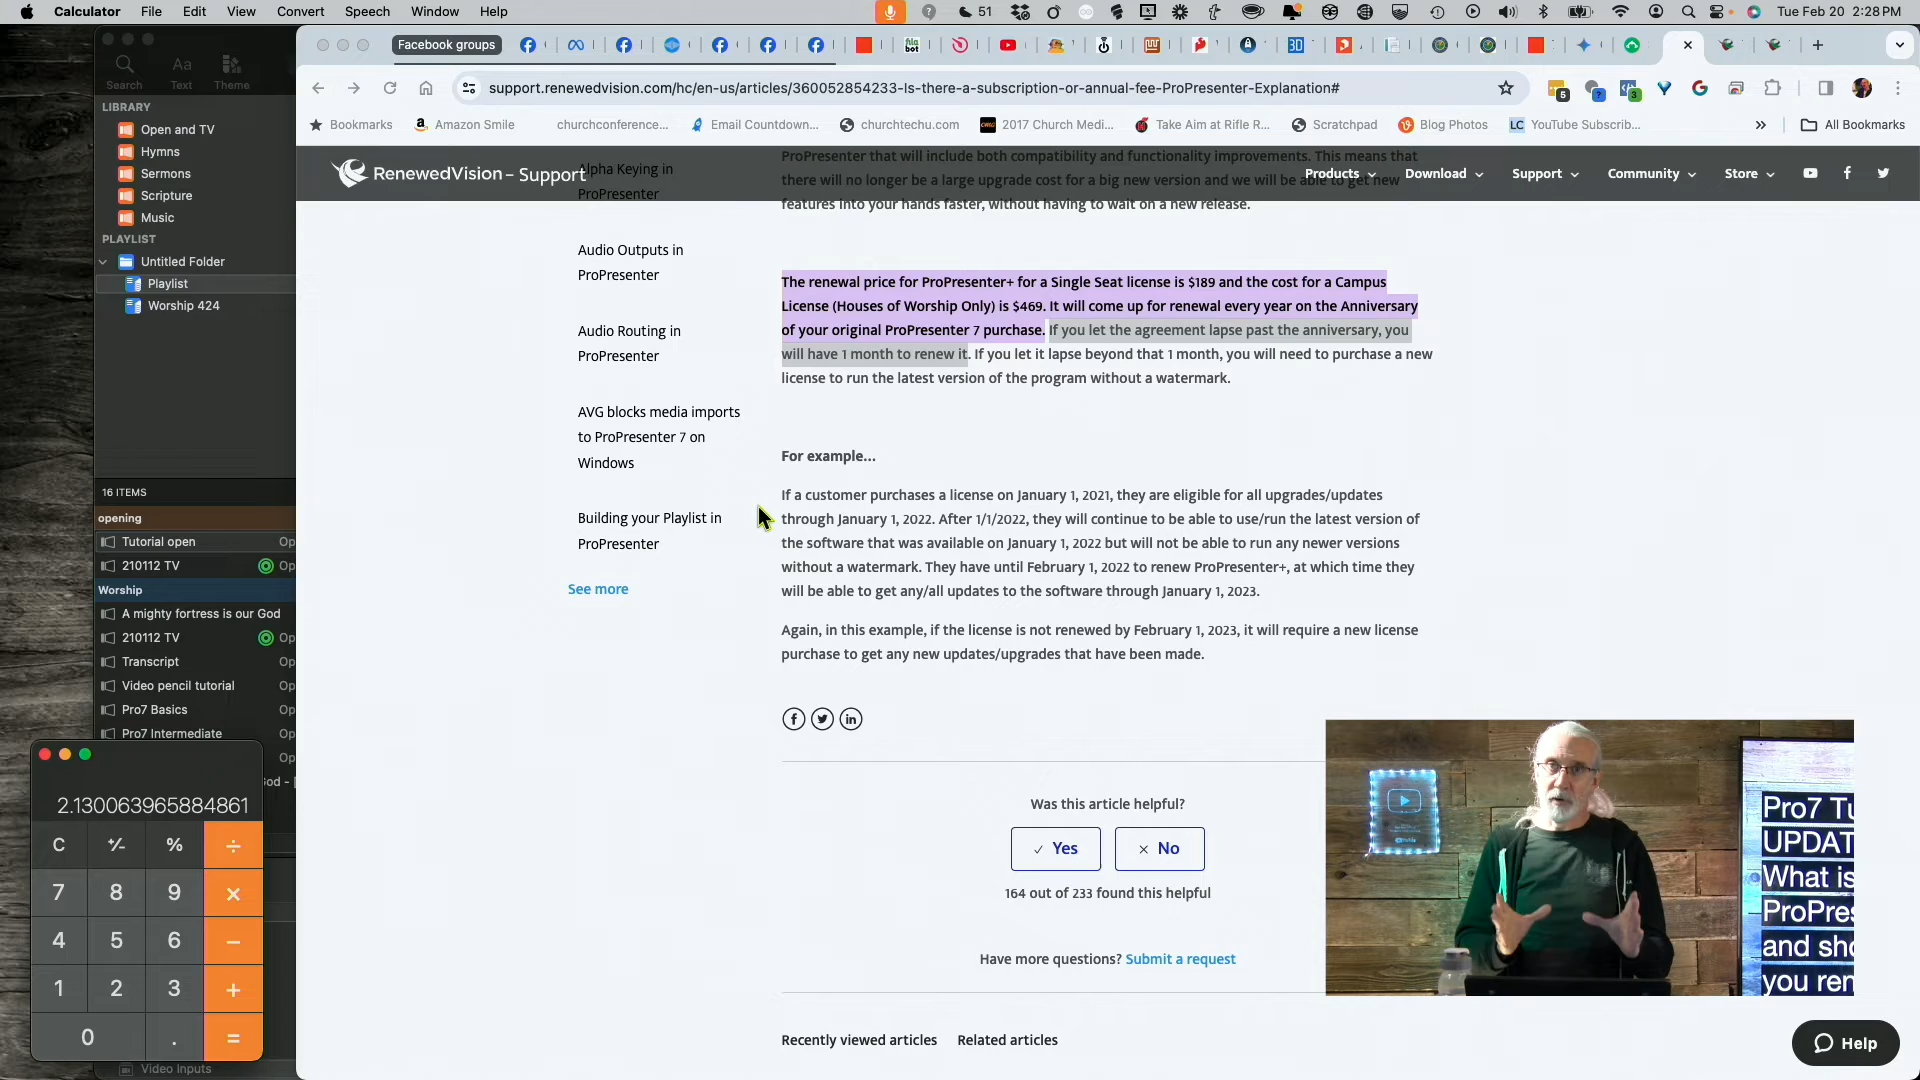 Calculator File Edit View Convert Speech Window Help 51 Tue Feb 20 2:28 PM
Search Text Theme
LIBRARY
Open and TV
Hymns
Sermons
Scripture
Music
PLAYLIST
Untitled Folder
Playlist
Worship 424
16 ITEMS
opening
Tutorial open Op
210112 TV Op
Worship
A mighty fortress is our God
210112 TV Op
Transcript Op
Video pencil tutorial Op
Pro7 Basics Op
Pro7 Intermediate Op
Op
Video Inputs
2.130063965884861
C +/- % ÷
7 8 9 ×
4 5 6 −
1 2 3 +
0 . =
Facebook groups
support.renewedvision.com/hc/en-us/articles/360052854233-Is-there-a-subscription-or-annual-fee-ProPresenter-Explanation#
Bookmarks Amazon Smile churchconference... Email Countdown... churchtechu.com 2017 Church Medi... Take Aim at Rifle R... Scratchpad Blog Photos YouTube Subscrib... » All Bookmarks
RenewedVision – Support
Products Download Support Community Store
Alpha Keying in
ProPresenter
Audio Outputs in
ProPresenter
Audio Routing in
ProPresenter
AVG blocks media imports
to ProPresenter 7 on
Windows
Building your Playlist in
ProPresenter
See more
ProPresenter that will include both compatibility and functionality improvements. This means that
there will no longer be a large upgrade cost for a big new version and we will be able to get new
features into your hands faster, without having to wait on a new release.
The renewal price for ProPresenter+ for a Single Seat license is $189 and the cost for a Campus
License (Houses of Worship Only) is $469. It will come up for renewal every year on the Anniversary
of your original ProPresenter 7 purchase. If you let the agreement lapse past the anniversary, you
will have 1 month to renew it. If you let it lapse beyond that 1 month, you will need to purchase a new
license to run the latest version of the program without a watermark.
For example...
If a customer purchases a license on January 1, 2021, they are eligible for all upgrades/updates
through January 1, 2022. After 1/1/2022, they will continue to be able to use/run the latest version of
the software that was available on January 1, 2022 but will not be able to run any newer versions
without a watermark. They have until February 1, 2022 to renew ProPresenter+, at which time they
will be able to get any/all updates to the software through January 1, 2023.
Again, in this example, if the license is not renewed by February 1, 2023, it will require a new license
purchase to get any new updates/upgrades that have been made.
Was this article helpful?
Yes No
164 out of 233 found this helpful
Have more questions? Submit a request
Recently viewed articles Related articles
Pro7 Tu
UPDAT
What is
ProPres
and sho
you ren
Help